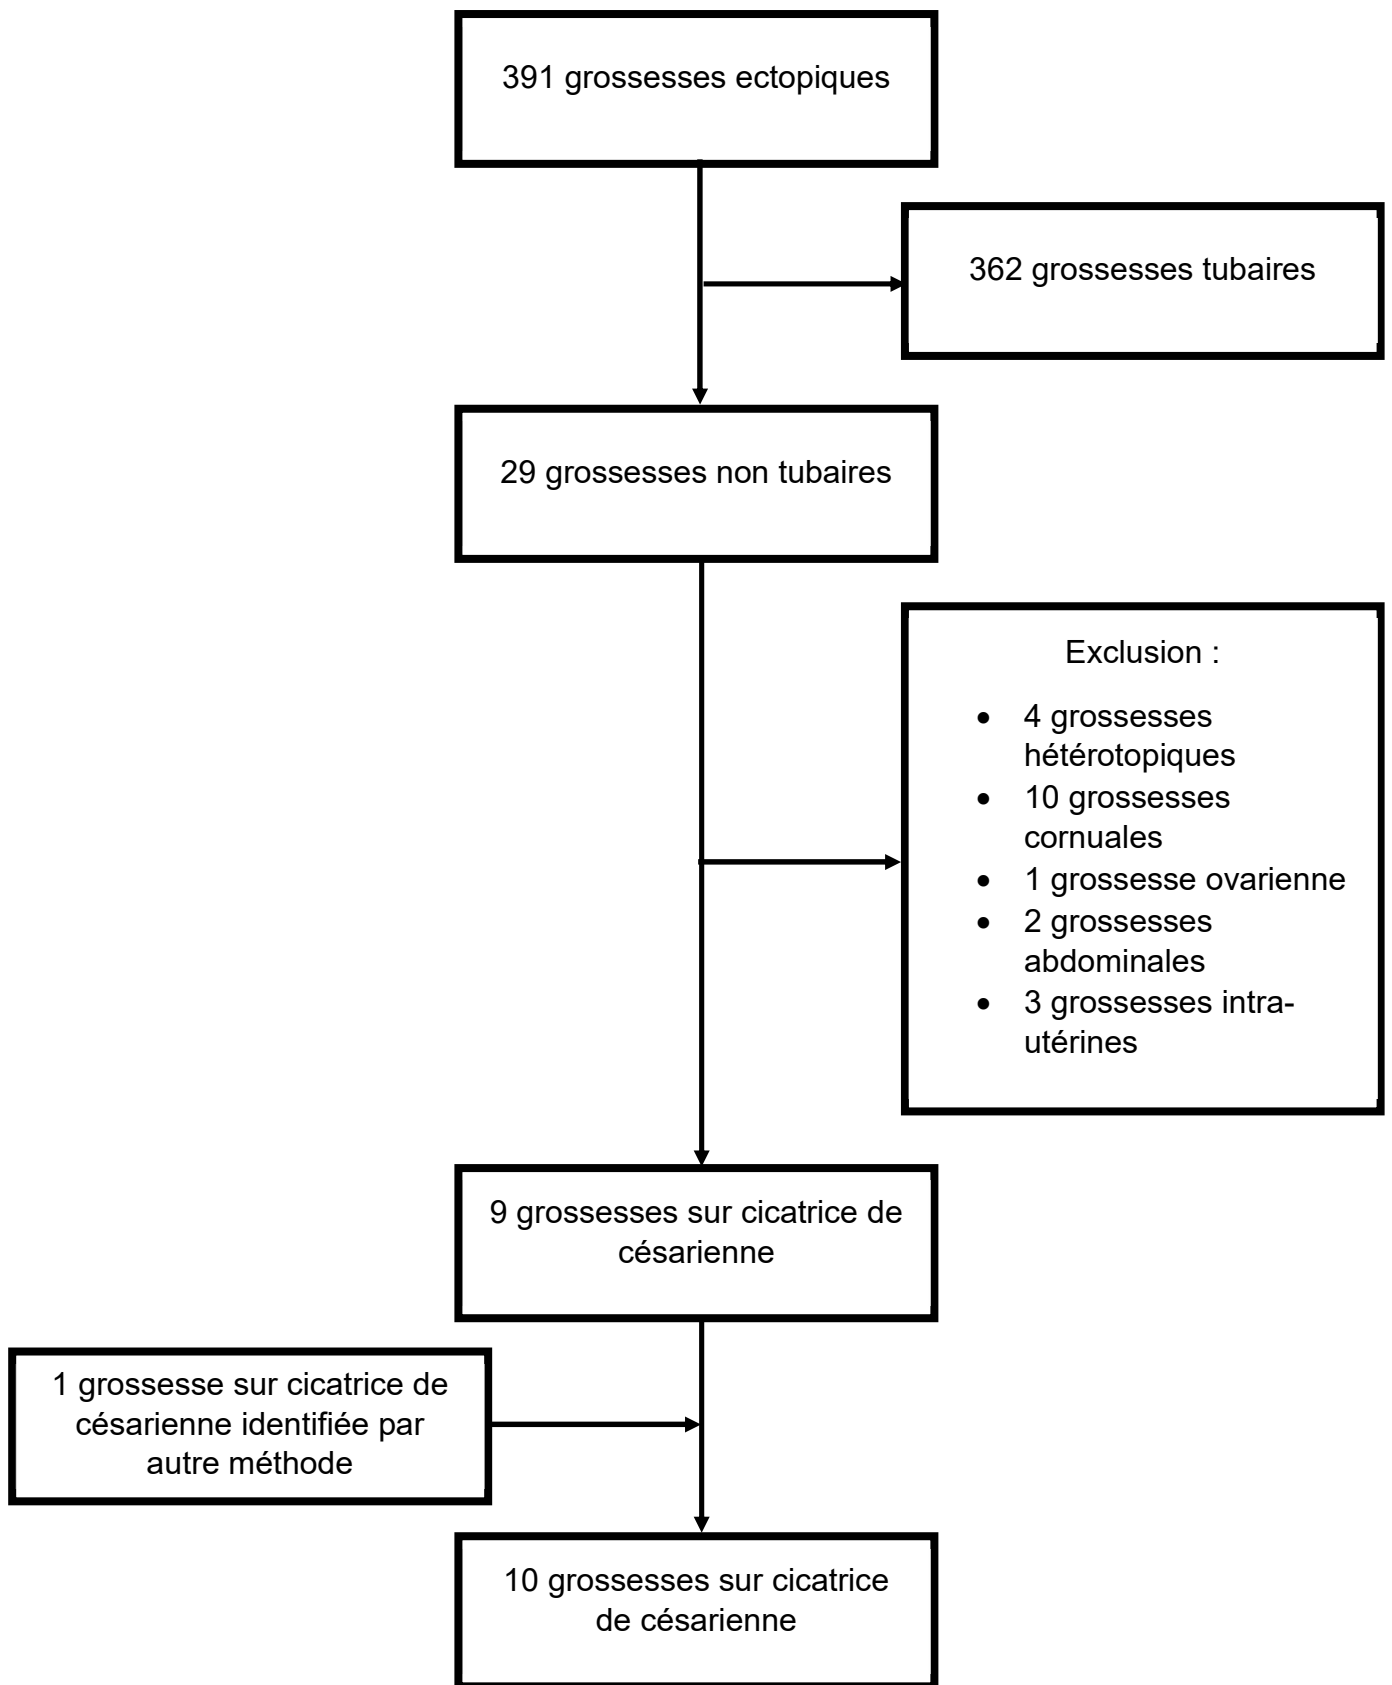 391 grossesses ectopiques
362 grossesses tubaires
29 grossesses non tubaires
Exclusion :
• 4 grossesses
hétérotopiques
• 10 grossesses
cornuales
• 1 grossesse ovarienne
• 2 grossesses
abdominales
• 3 grossesses intra-
utérines
9 grossesses sur cicatrice de
césarienne
1 grossesse sur cicatrice de
césarienne identifiée par
autre méthode
10 grossesses sur cicatrice
de césarienne